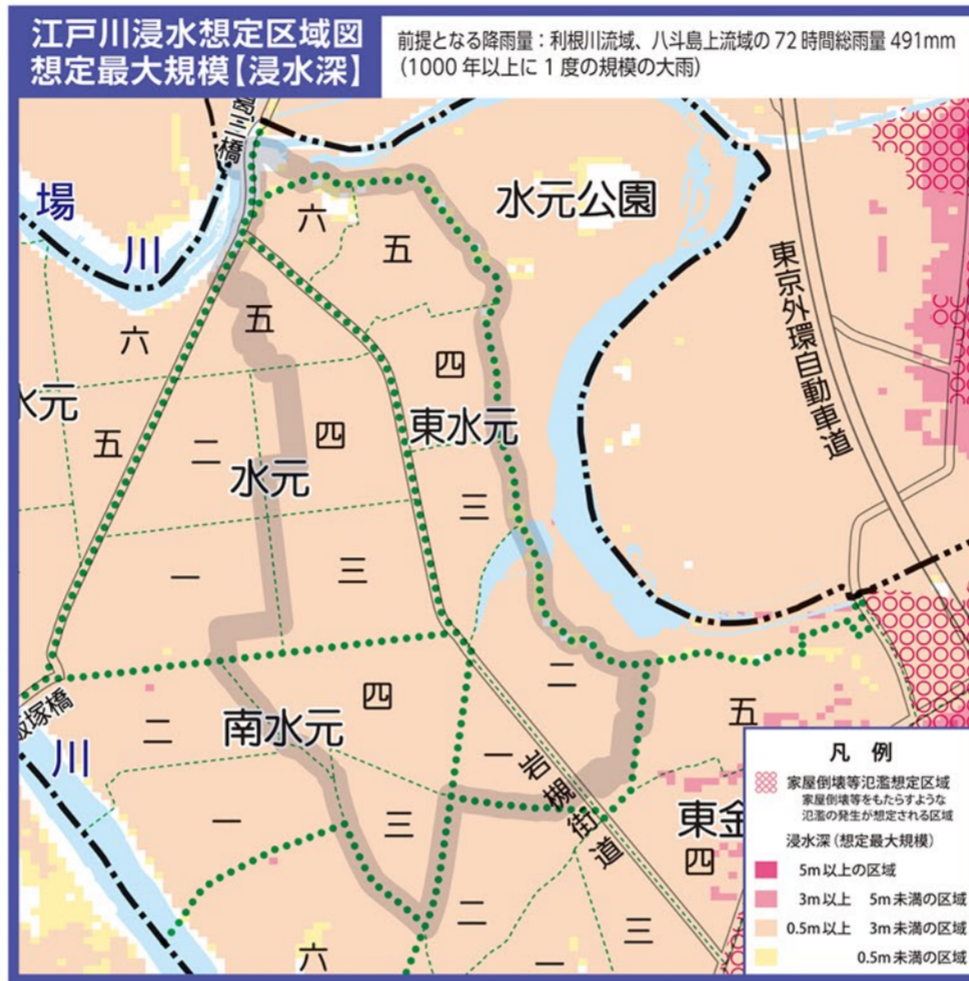 江戸川浸水想定区域図
想定最大規模【浸水深】
前提となる降雨量：利根川流域、八斗島上流域の72時間総雨量 491mm
（1000年以上に1度の規模の大雨）
葛三橋
場
川
六
五
水元公園
東京外環自動車道
六
五
四
水元
五
二
四
東水元
水元
三
一
三
二
四
飯塚橋
川
二
南水元
五
一
岩槻街道
一
三
東金
四
二
三
六
一
凡 例
家屋倒壊等氾濫想定区域
家屋倒壊等をもたらすような
氾濫の発生が想定される区域
浸水深（想定最大規模）
5m以上の区域
3m以上 5m未満の区域
0.5m以上 3m未満の区域
0.5m未満の区域